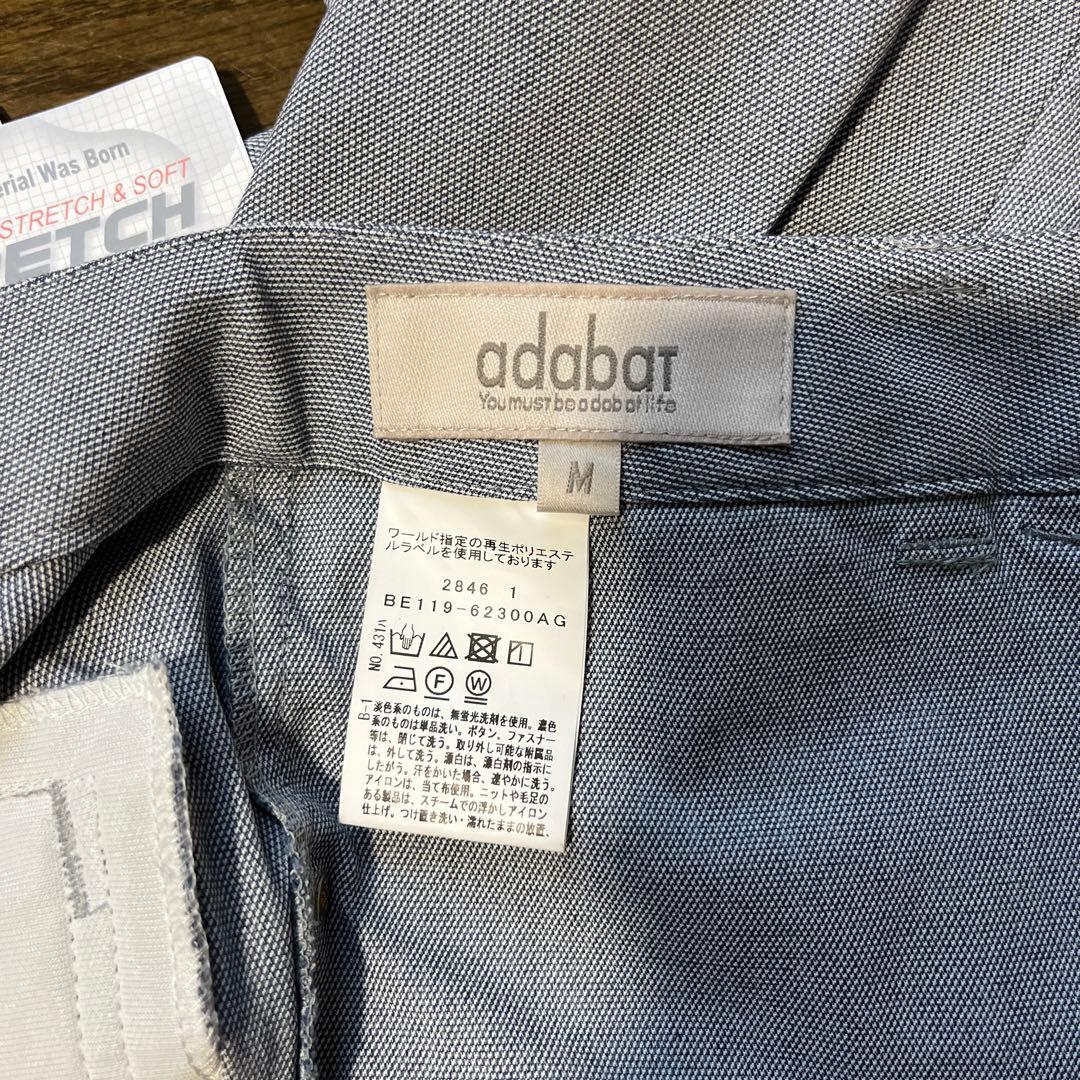 erial Was Born
STRETCH & SOFT
RETCH
adabat
You must be a dab at life
M
ワールド指定の再生ポリエステ
ルラベルを使用しております
2846 1
BE119-62300AG
NO.431ハ
F
W
B-1
淡色系のものは、無蛍光洗剤を使用。濃色
系のものは単品洗い。ボタン、ファスナー
等は、閉じて洗う。取り外し可能な附属品
は、外して洗う。漂白は、漂白剤の指示に
したがう。汗をかいた場合、速やかに洗う。
アイロンは、当て布使用。ニットや毛足の
ある製品は、スチームでの浮かしアイロン
仕上げ。つけ置き洗い・濡れたままの放置、